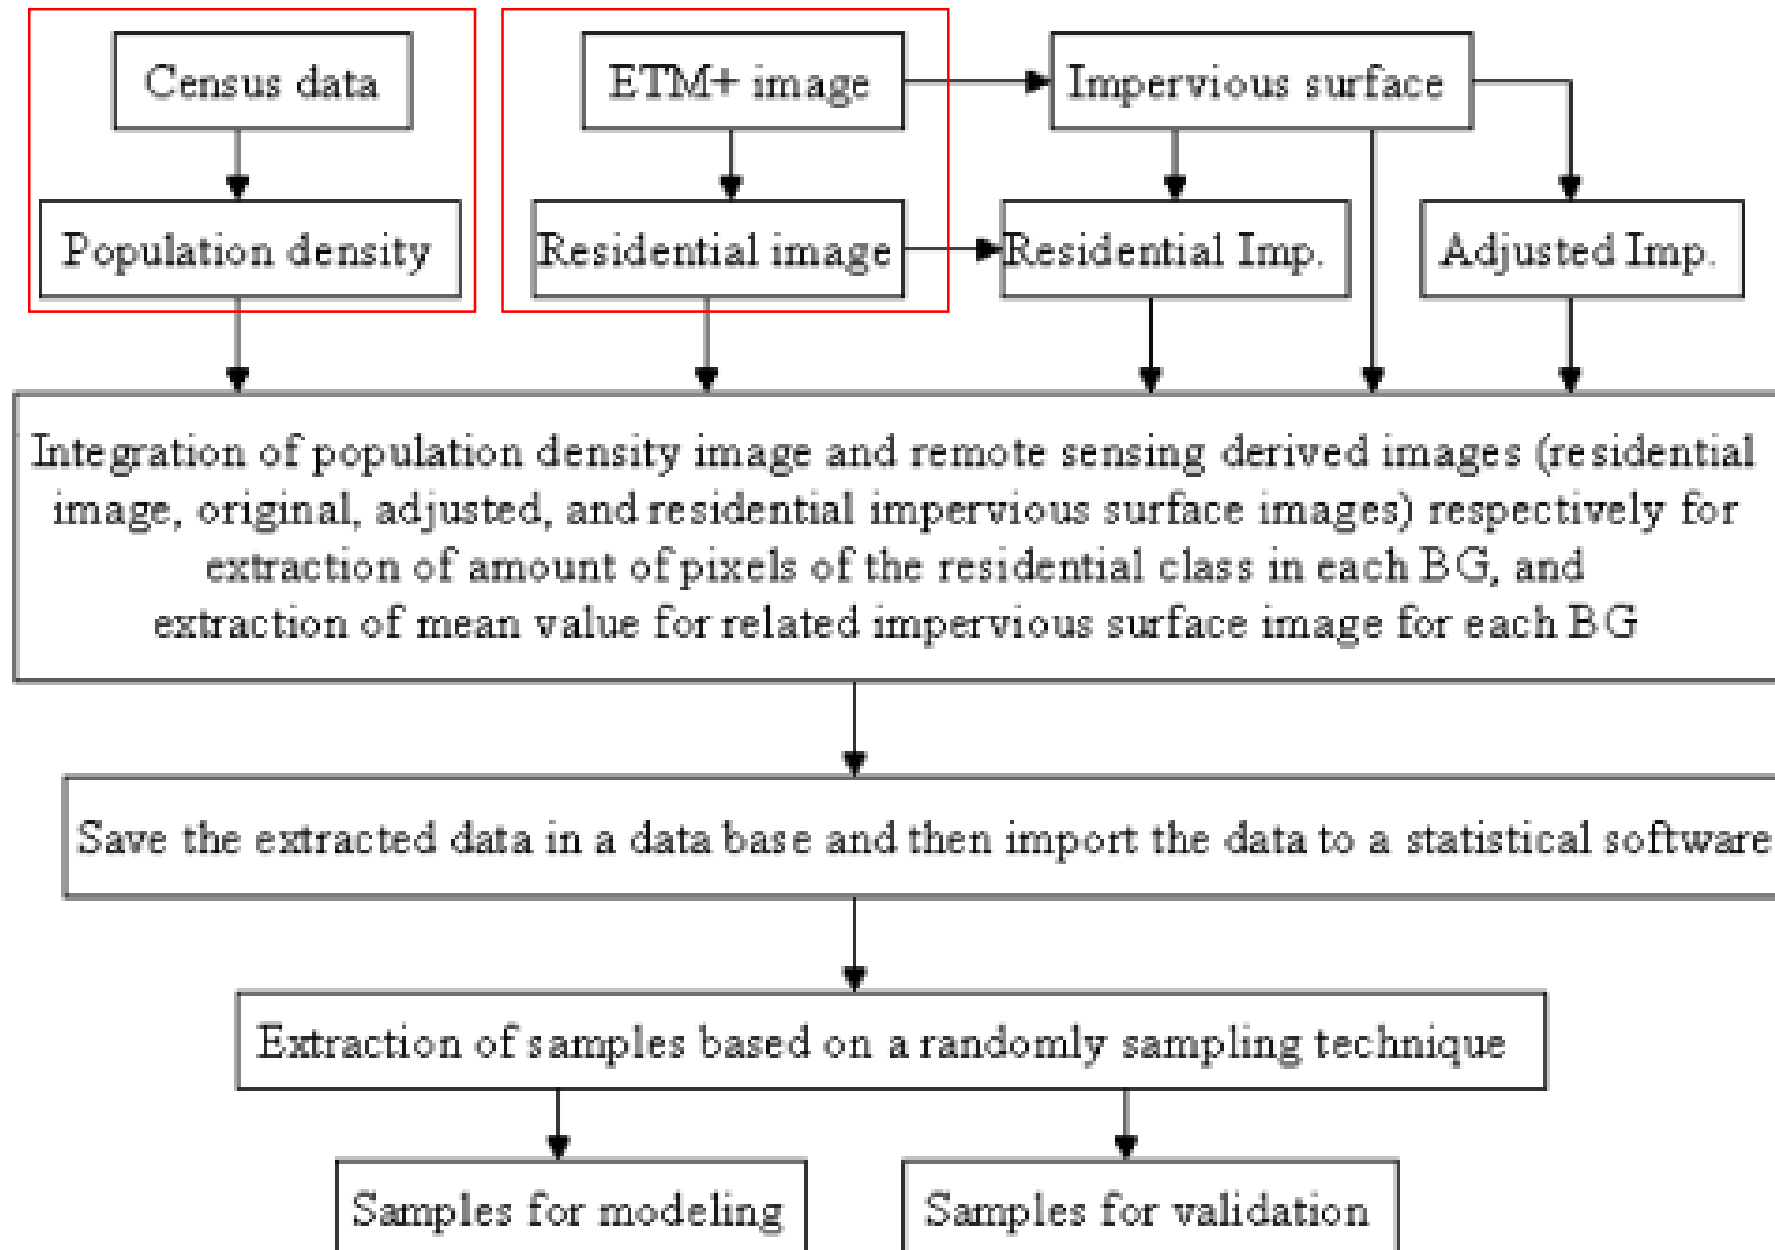 Census data
ETM+ image
Impervious surface
Population density
Residential image
Residential Imp.
Adjusted Imp.
Integration of population density image and remote sensing derived images (residential
image, original, adjusted, and residential impervious surface images) respectively for
extraction of amount of pixels of the residential class in each BG, and
extraction of mean value for related impervious surface image for each BG
Save the extracted data in a data base and then import the data to a statistical software
Extraction of samples based on a randomly sampling technique
Samples for modeling
Samples for validation